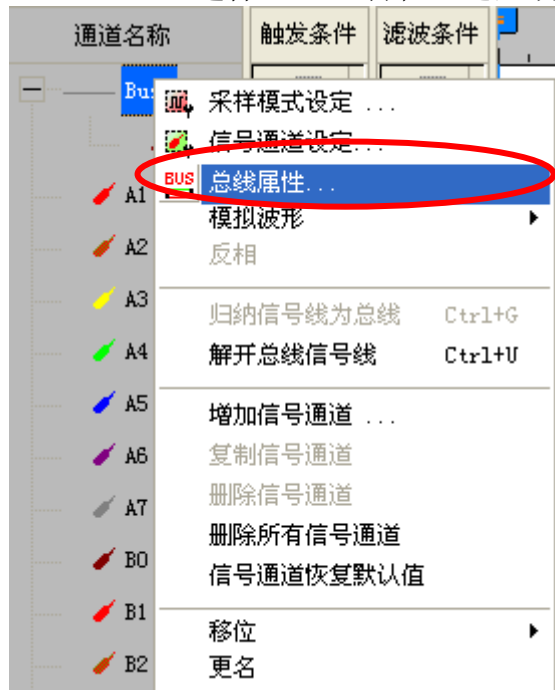 通道名称 触发条件 滤波条件
Bus
采样模式设定 ...
信号通道设定...
BUS 总线属性...
A1
模拟波形
A2
反相
A3
归纳信号线为总线 Ctrl+G
A4 解开总线信号线 Ctrl+U
A5
增加信号通道 ...
A6 复制信号通道
删除信号通道
A7
删除所有信号通道
B0
信号通道恢复默认值
B1
移位
B2 更名